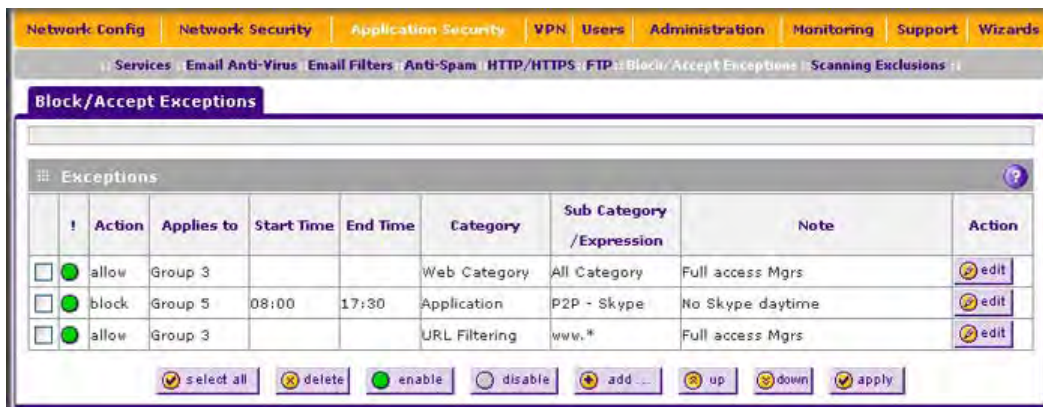 Network Config Network Security Application Security VPN Users Administration Monitoring Support Wizards
:: Services :: Email Anti-Virus :: Email Filters :: Anti-Spam :: HTTP/HTTPS :: FTP :: Block/Accept Exceptions :: Scanning Exclusions ::
Block/Accept Exceptions
Exceptions ?
! Action Applies to Start Time End Time Category Sub Category /Expression Note Action
allow Group 3 Web Category All Category Full access Mgrs edit
block Group 5 08:00 17:30 Application P2P - Skype No Skype daytime edit
allow Group 3 URL Filtering www.* Full access Mgrs edit
select all delete enable disable add ... up down apply